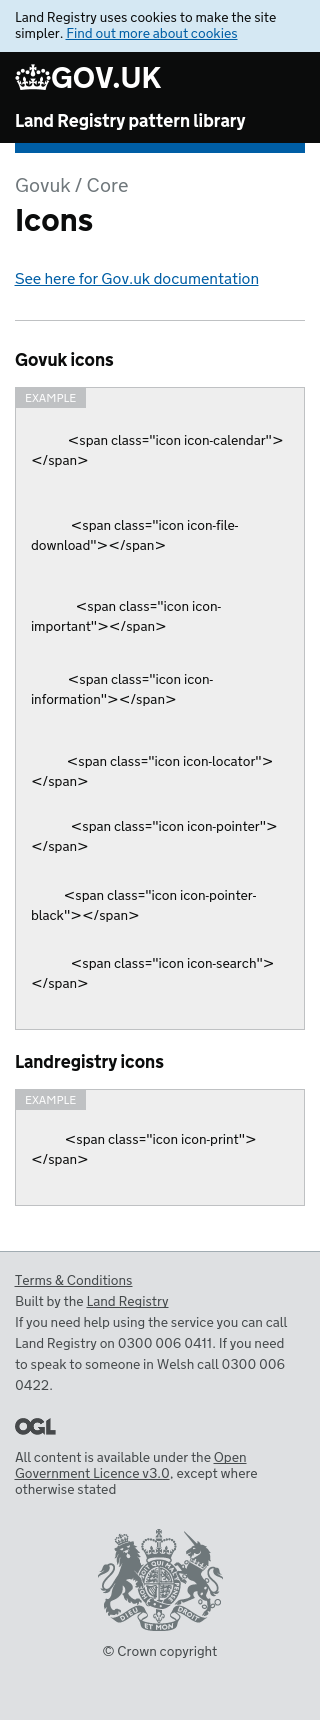 Land Registry uses cookies to make the site
simpler. Find out more about cookies
GOV.UK
Land Registry pattern library
Govuk / Core
Icons
See here for Gov.uk documentation
Govuk icons
EXAMPLE
<span class="icon icon-calendar">
</span>
<span class="icon icon-file-
download"></span>
<span class="icon icon-
important"></span>
<span class="icon icon-
information"></span>
<span class="icon icon-locator">
</span>
<span class="icon icon-pointer">
</span>
<span class="icon icon-pointer-
black"></span>
<span class="icon icon-search">
</span>
Landregistry icons
EXAMPLE
<span class="icon icon-print">
</span>
Terms & Conditions
Built by the Land Registry
If you need help using the service you can call
Land Registry on 0300 006 0411. If you need
to speak to someone in Welsh call 0300 006
0422.
OGL
All content is available under the Open
Government Licence v3.0, except where
otherwise stated
DIEU ET MON DROIT
© Crown copyright